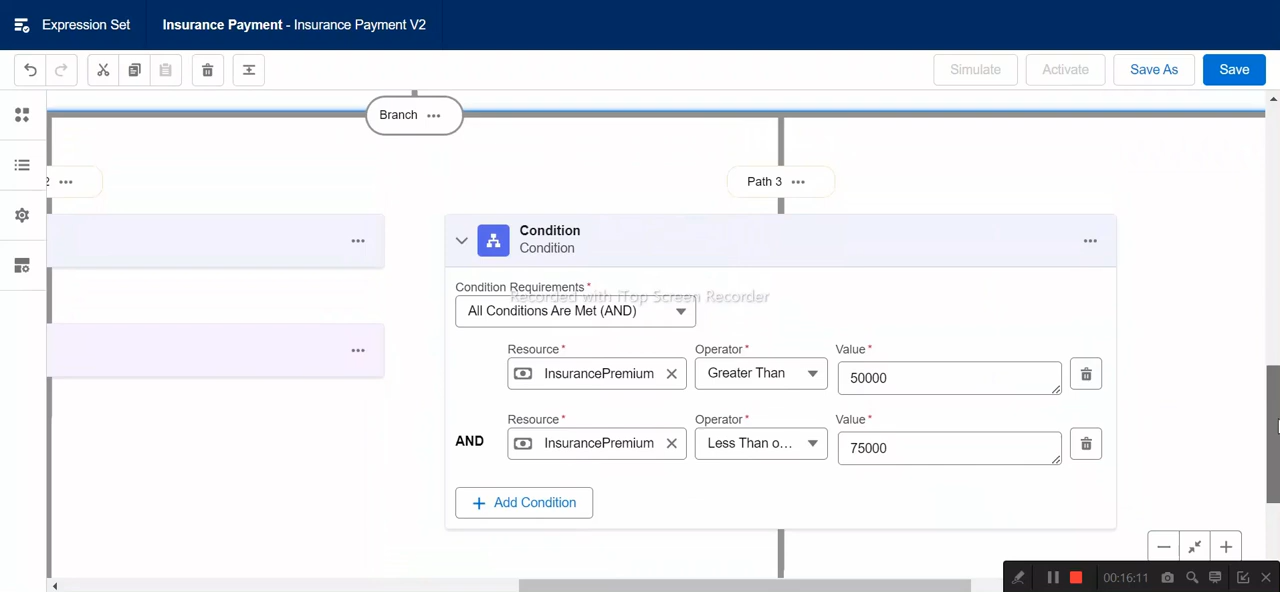 Expression Set
Insurance Payment - Insurance Payment V2
Simulate
Activate
Save As
Save
Branch ...
2 ...
Path 3 ...
Condition
Condition
Condition Requirements*
Recorded with iTop Screen Recorder
All Conditions Are Met (AND)
Resource* Operator* Value*
InsurancePremium Greater Than 50000
Resource* Operator* Value*
AND InsurancePremium Less Than o... 75000
+ Add Condition
00:16:11